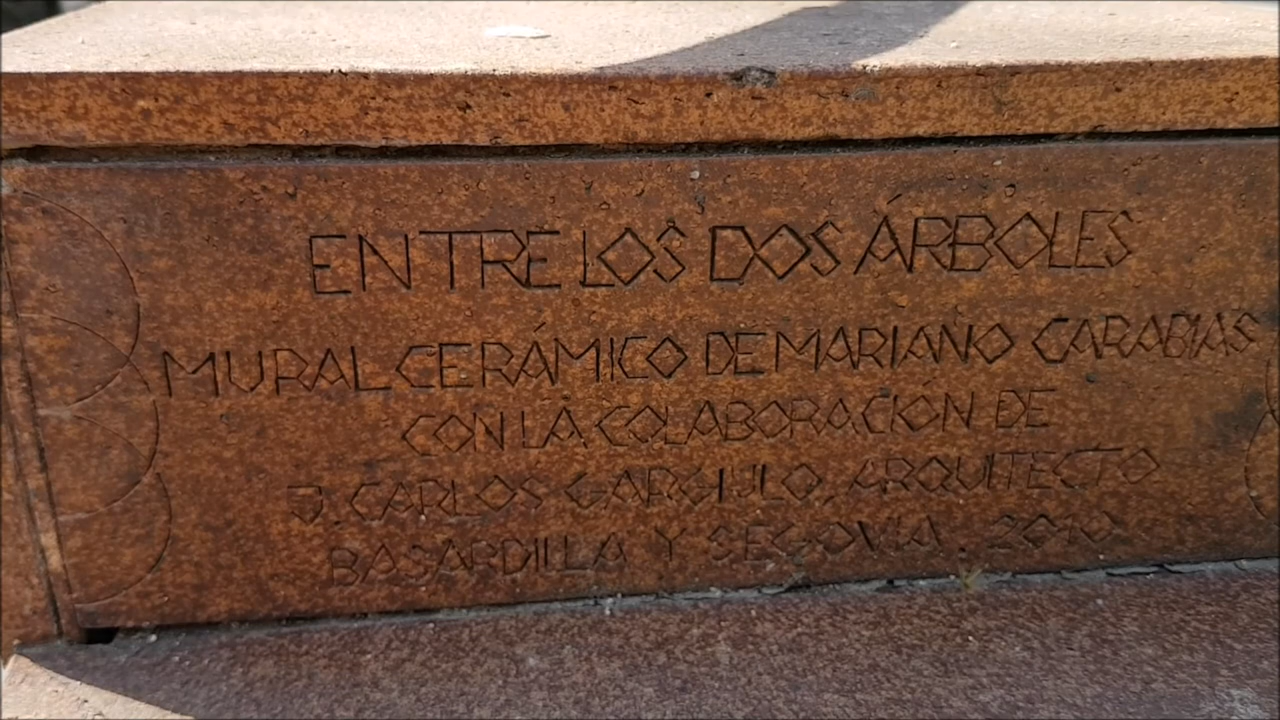 ENTRE LOS DOS ÁRBOLES
MURAL CERÁMICO DE MARIANO CARABIAS
CON LA COLABORACIÓN DE
J. CARLOS GARGIULO, ARQUITECTO
BASARDILLA Y SEGOVIA. 2010